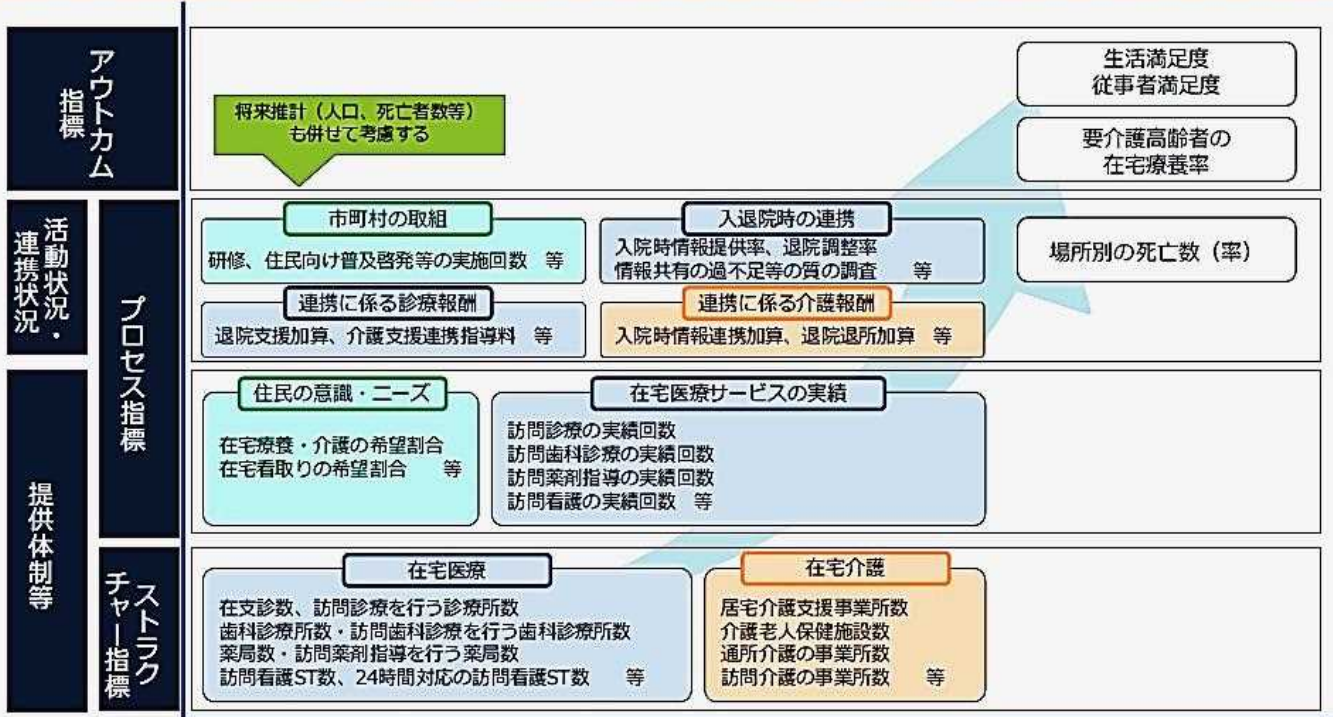 アウトカム
指標
将来推計（人口、死亡者数等）
も併せて考慮する
生活満足度
従事者満足度
要介護高齢者の
在宅療養率
活動状況・
連携状況
プロセス指標
市町村の取組
研修、住民向け普及啓発等の実施回数　等
入退院時の連携
入院時情報提供率、退院調整率
情報共有の過不足等の質の調査　等
場所別の死亡数（率）
連携に係る診療報酬
退院支援加算、介護支援連携指導料　等
連携に係る介護報酬
入院時情報連携加算、退院退所加算　等
提供体制等
住民の意識・ニーズ
在宅療養・介護の希望割合
在宅看取りの希望割合　等
在宅医療サービスの実績
訪問診療の実績回数
訪問歯科診療の実績回数
訪問薬剤指導の実績回数
訪問看護の実績回数　等
ストラク
チャー指標
在宅医療
在支診数、訪問診療を行う診療所数
歯科診療所数・訪問歯科診療を行う歯科診療所数
薬局数・訪問薬剤指導を行う薬局数
訪問看護ST数、24時間対応の訪問看護ST数　等
在宅介護
居宅介護支援事業所数
介護老人保健施設数
通所介護の事業所数
訪問介護の事業所数　等